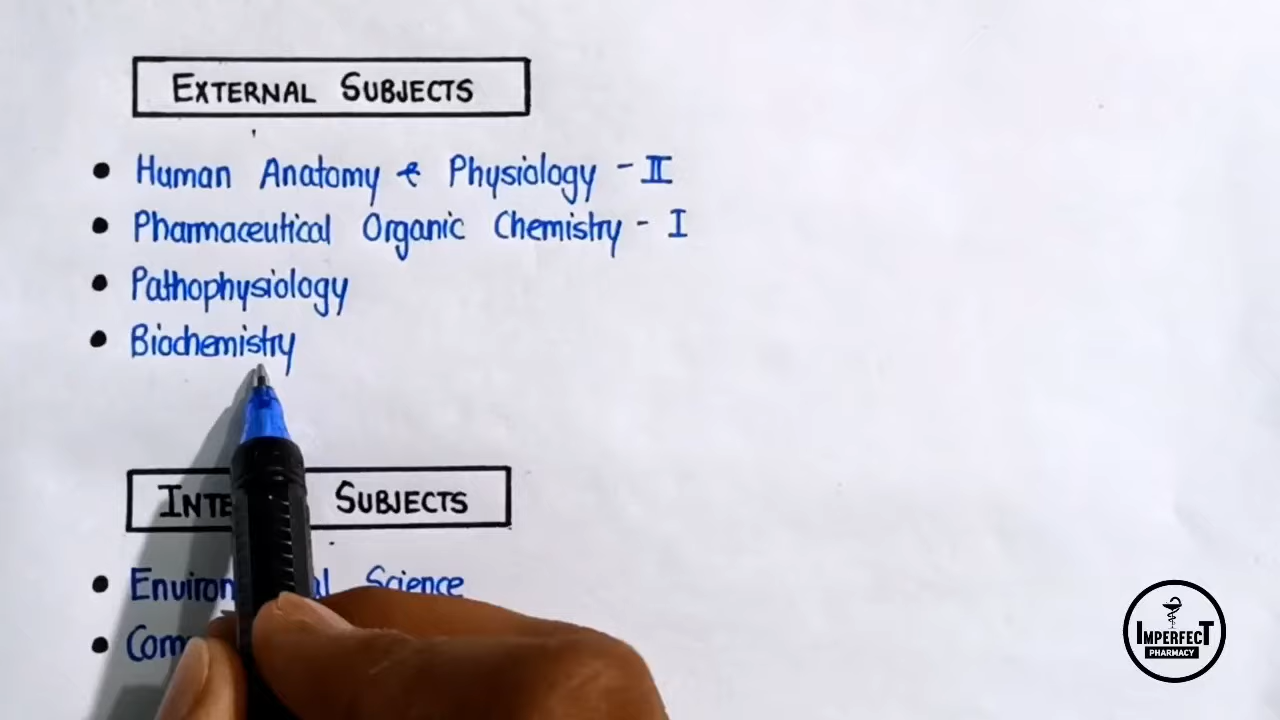 EXTERNAL SUBJECTS
• Human Anatomy & Physiology - II
• Pharmaceutical Organic Chemistry - I
• Pathophysiology
• Biochemistry
SUBJECTS
• Science
•
IMPERFECT
PHARMACY